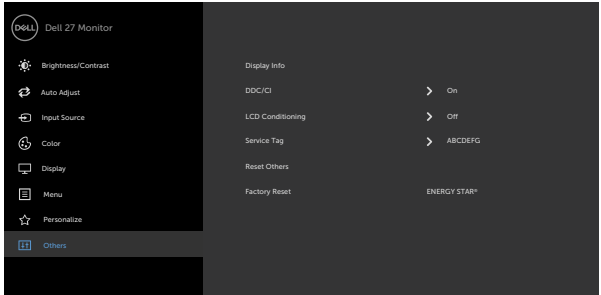 DELL Dell 27 Monitor
Brightness/Contrast
Auto Adjust
Input Source
Color
Display
Menu
Personalize
Others
Display Info
DDC/CI On
LCD Conditioning Off
Service Tag ABCDEFG
Reset Others
Factory Reset ENERGY STAR®